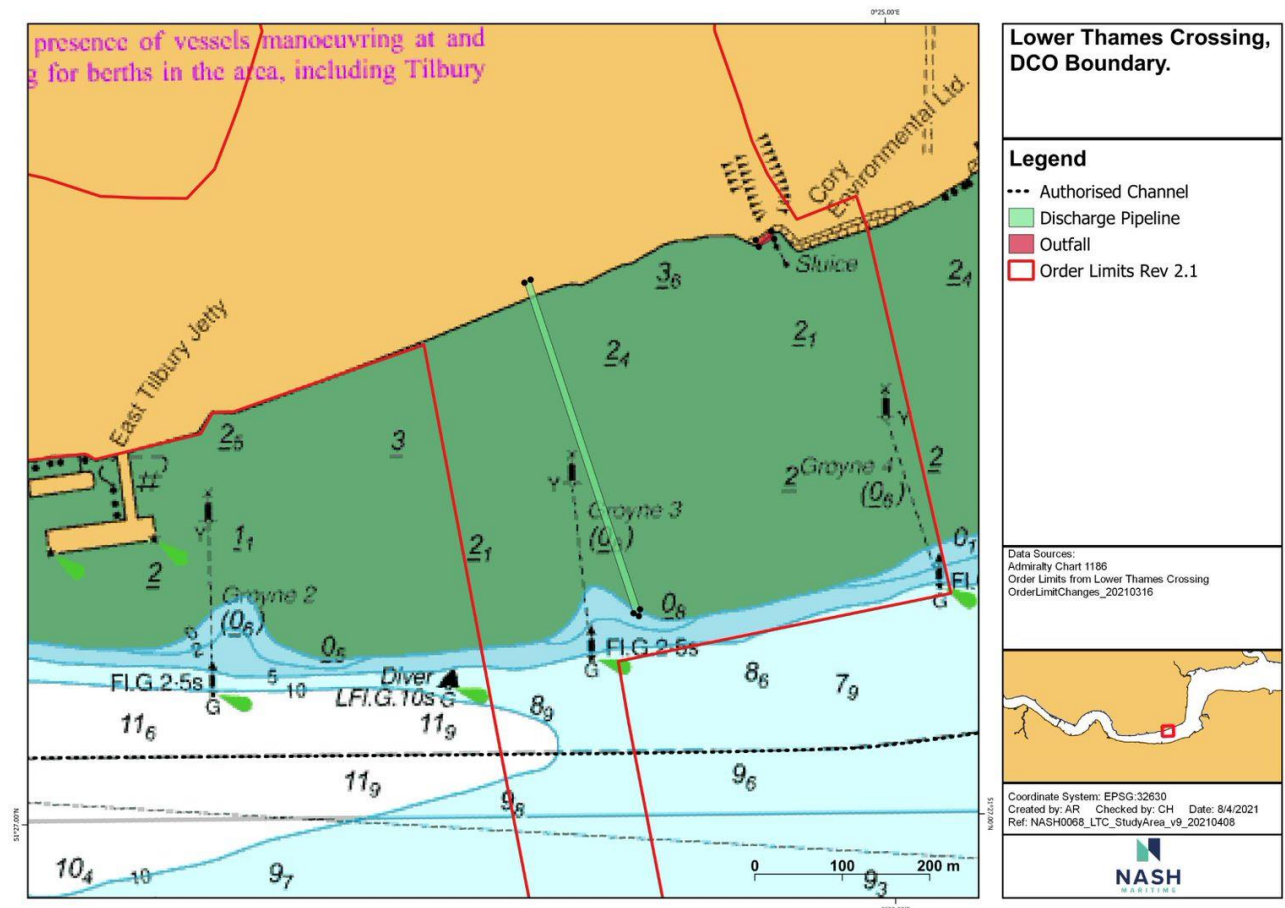 0°25.00'E
presence of vessels manoeuvring at and
g for berths in the area, including Tilbury
Cory
Environmental Ltd.
Sluice
3₆
2₄
2₄
2₁
East Tilbury Jetty
2₅
3
2
Groyne 4
(0₆)
2
Groyne 3
1₁
2₁
2
0₁
Groyne 2
(0₆)
0₈
0₅
0
2
5
10
Fl.G.2·5s
G
Diver
LFl.G.10s G
Fl.G.2·5s
G
G
8₆
7₉
8₉
11₆
11₉
11₉
9₆
9₈
10₄
10
9₇
9₃
0 100 200 m
51°27.00'N
51°27.00'N
Lower Thames Crossing,
DCO Boundary.
Legend
Authorised Channel
Discharge Pipeline
Outfall
Order Limits Rev 2.1
Data Sources:
Admiralty Chart 1186
Order Limits from Lower Thames Crossing
OrderLimitChanges_20210316
Coordinate System: EPSG:32630
Created by: AR Checked by: CH Date: 8/4/2021
Ref: NASH0068_LTC_StudyArea_v9_20210408
NASH
MARITIME